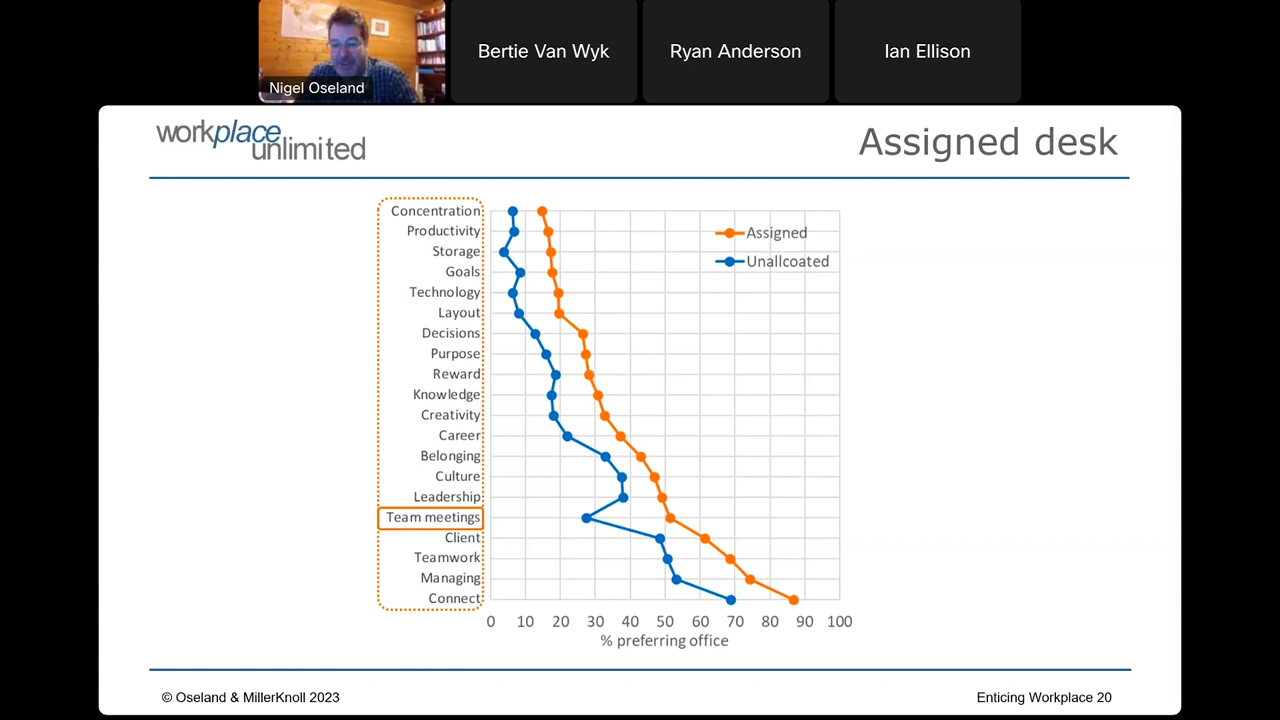 Nigel Oseland
Bertie Van Wyk
Ryan Anderson
Ian Ellison
workplace
unlimited
Assigned desk
Concentration
Productivity
Storage
Goals
Technology
Layout
Decisions
Purpose
Reward
Knowledge
Creativity
Career
Belonging
Culture
Leadership
Team meetings
Client
Teamwork
Managing
Connect
Assigned
Unallcoated
0 10 20 30 40 50 60 70 80 90 100
% preferring office
© Oseland & MillerKnoll 2023
Enticing Workplace 20